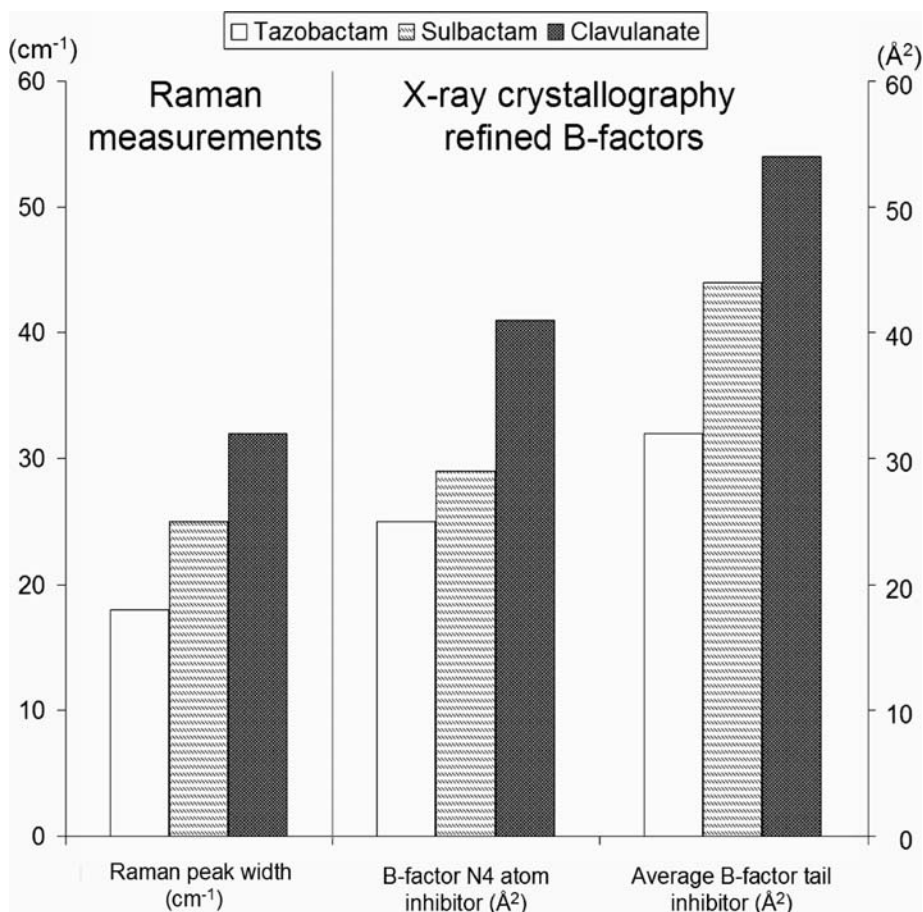 Tazobactam Sulbactam Clavulanate
(cm⁻¹)
(Å²)
Raman
measurements
X-ray crystallography
refined B-factors
60
50
40
30
20
10
0
60
50
40
30
20
10
0
Raman peak width
(cm⁻¹)
B-factor N4 atom
inhibitor (Å²)
Average B-factor tail
inhibitor (Å²)